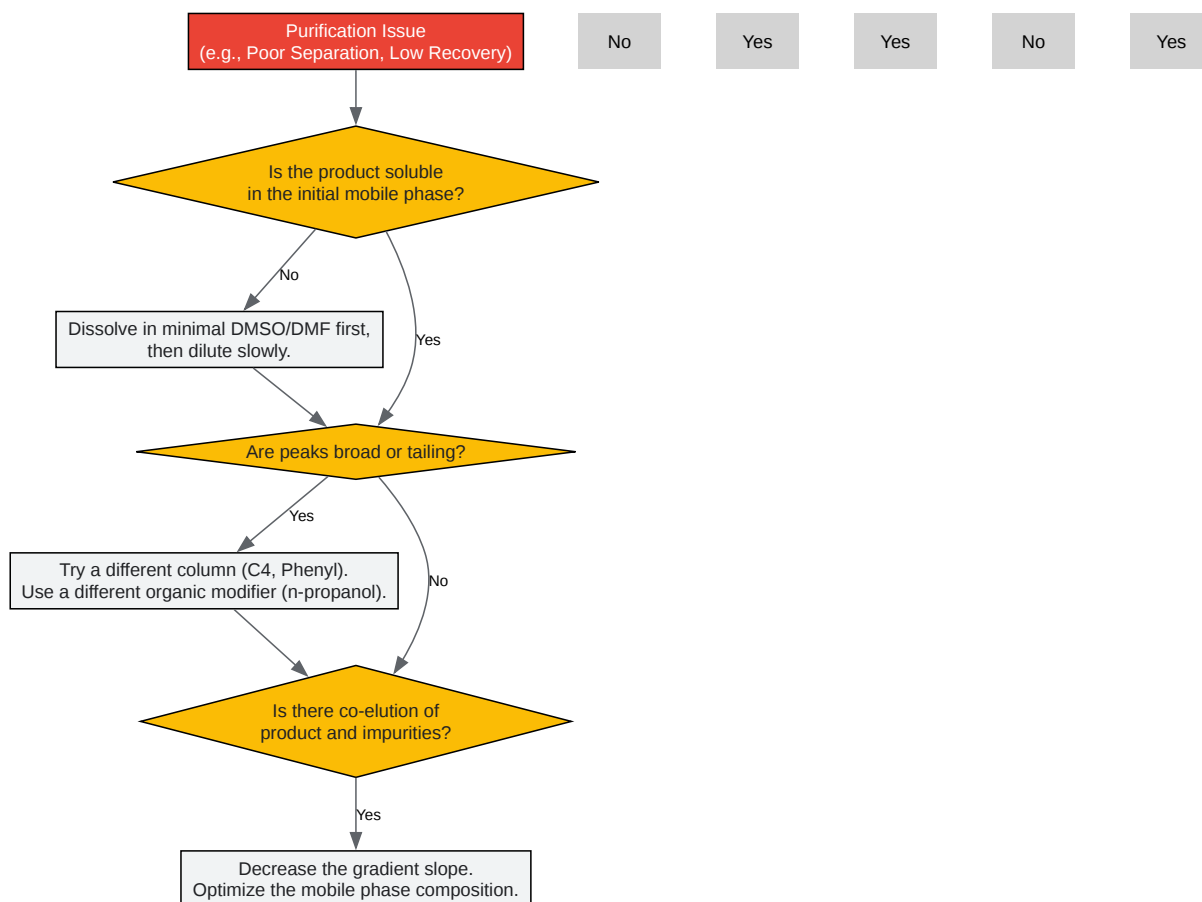 Purification Issue
(e.g., Poor Separation, Low Recovery)
No
Yes
Yes
No
Yes
Is the product soluble
in the initial mobile phase?
No
Dissolve in minimal DMSO/DMF first,
then dilute slowly.
Yes
Are peaks broad or tailing?
Yes
Try a different column (C4, Phenyl).
Use a different organic modifier (n-propanol).
No
Is there co-elution of
product and impurities?
Yes
Decrease the gradient slope.
Optimize the mobile phase composition.